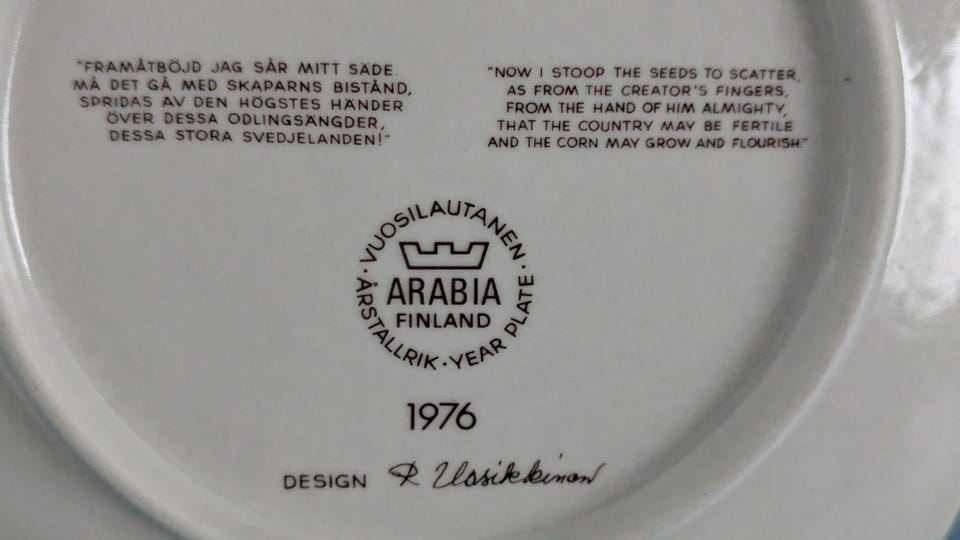 "FRAMÅTBÖJD JAG SÅR MITT SÄDE.
MÅ DET GÅ MED SKAPARNS BISTÅND,
SPRIDAS AV DEN HÖGSTES HÄNDER
ÖVER DESSA ODLINGSÄNGDER,
DESSA STORA SVEDJELANDEN!"
"NOW I STOOP THE SEEDS TO SCATTER,
AS FROM THE CREATOR'S FINGERS,
FROM THE HAND OF HIM ALMIGHTY,
THAT THE COUNTRY MAY BE FERTILE
AND THE CORN MAY GROW AND FLOURISH."
· VUOSILAUTANEN ·
ARABIA
FINLAND
ÅRSTALLRIK · YEAR PLATE
1976
DESIGN R Uosikkinen